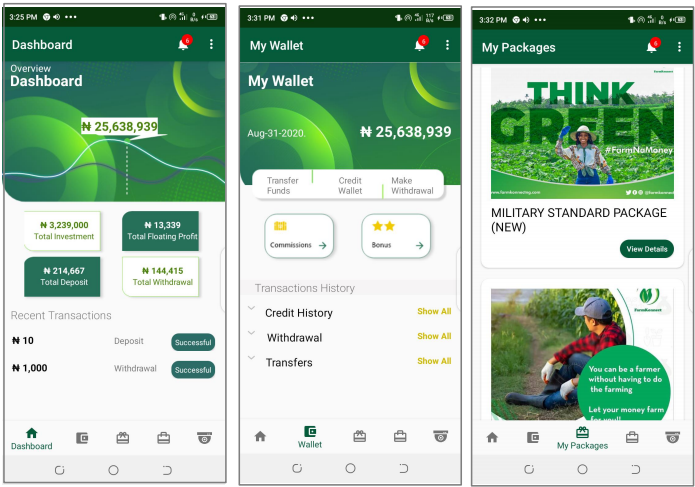 3:25 PM
Dashboard
6
Overview
Dashboard
₦ 25,638,939
₦ 3,239,000
Total Investment
₦ 13,339
Total Floating Profit
₦ 214,667
Total Deposit
₦ 144,415
Total Withdrawal
Recent Transactions
₦ 10
Deposit
Successful
₦ 1,000
Withdrawal
Successful
Dashboard
3:31 PM
My Wallet
6
My Wallet
Aug-31-2020.
₦ 25,638,939
Transfer
Funds
Credit
Wallet
Make
Withdrawal
Commissions
Bonus
Transactions History
Credit History
Show All
Withdrawal
Show All
Transfers
Show All
Wallet
3:32 PM
My Packages
6
FarmKonnect
THINK
GREEN
#FarmNaMoney
MILITARY STANDARD PACKAGE
(NEW)
View Details
FarmKonnect
You can be a farmer
without having to do
the farming
Let your money farm
for you!!
My Packages